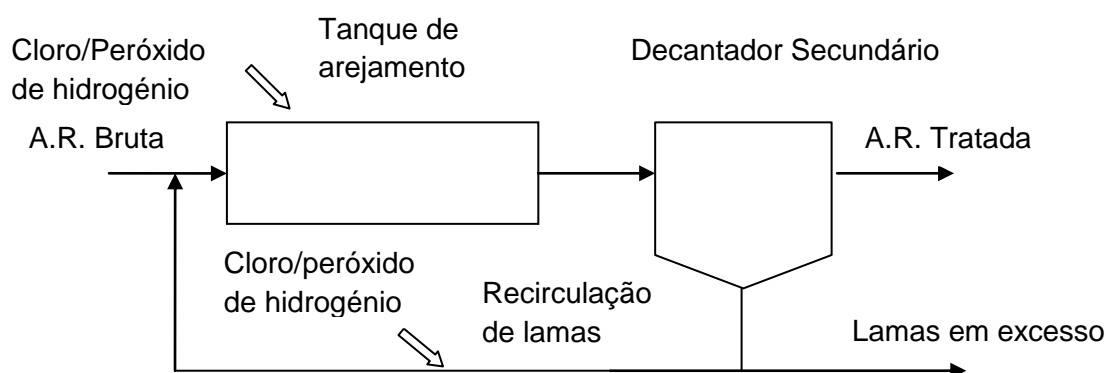 Cloro/Peróxido
de hidrogénio
Tanque de
arejamento
Decantador Secundário
A.R. Bruta
A.R. Tratada
Cloro/peróxido
de hidrogénio
Recirculação
de lamas
Lamas em excesso